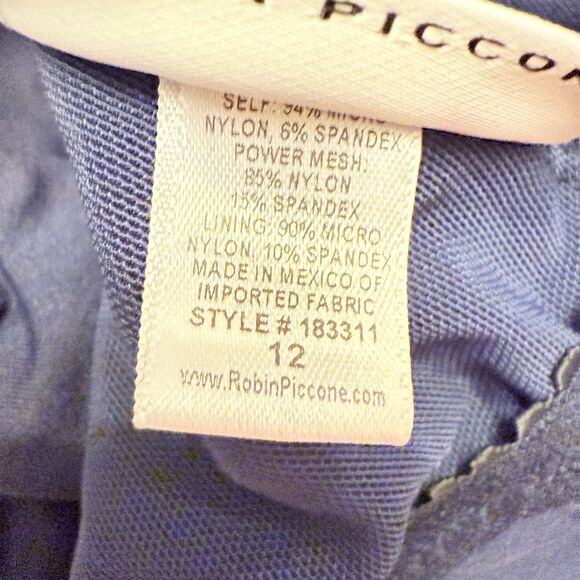 PICCON
SELF: 94% MICRO
NYLON, 6% SPANDEX
POWER MESH:
85% NYLON
15% SPANDEX
LINING: 90% MICRO
NYLON, 10% SPANDEX
MADE IN MEXICO OF
IMPORTED FABRIC
STYLE # 183311
12
www.RobinPiccone.com